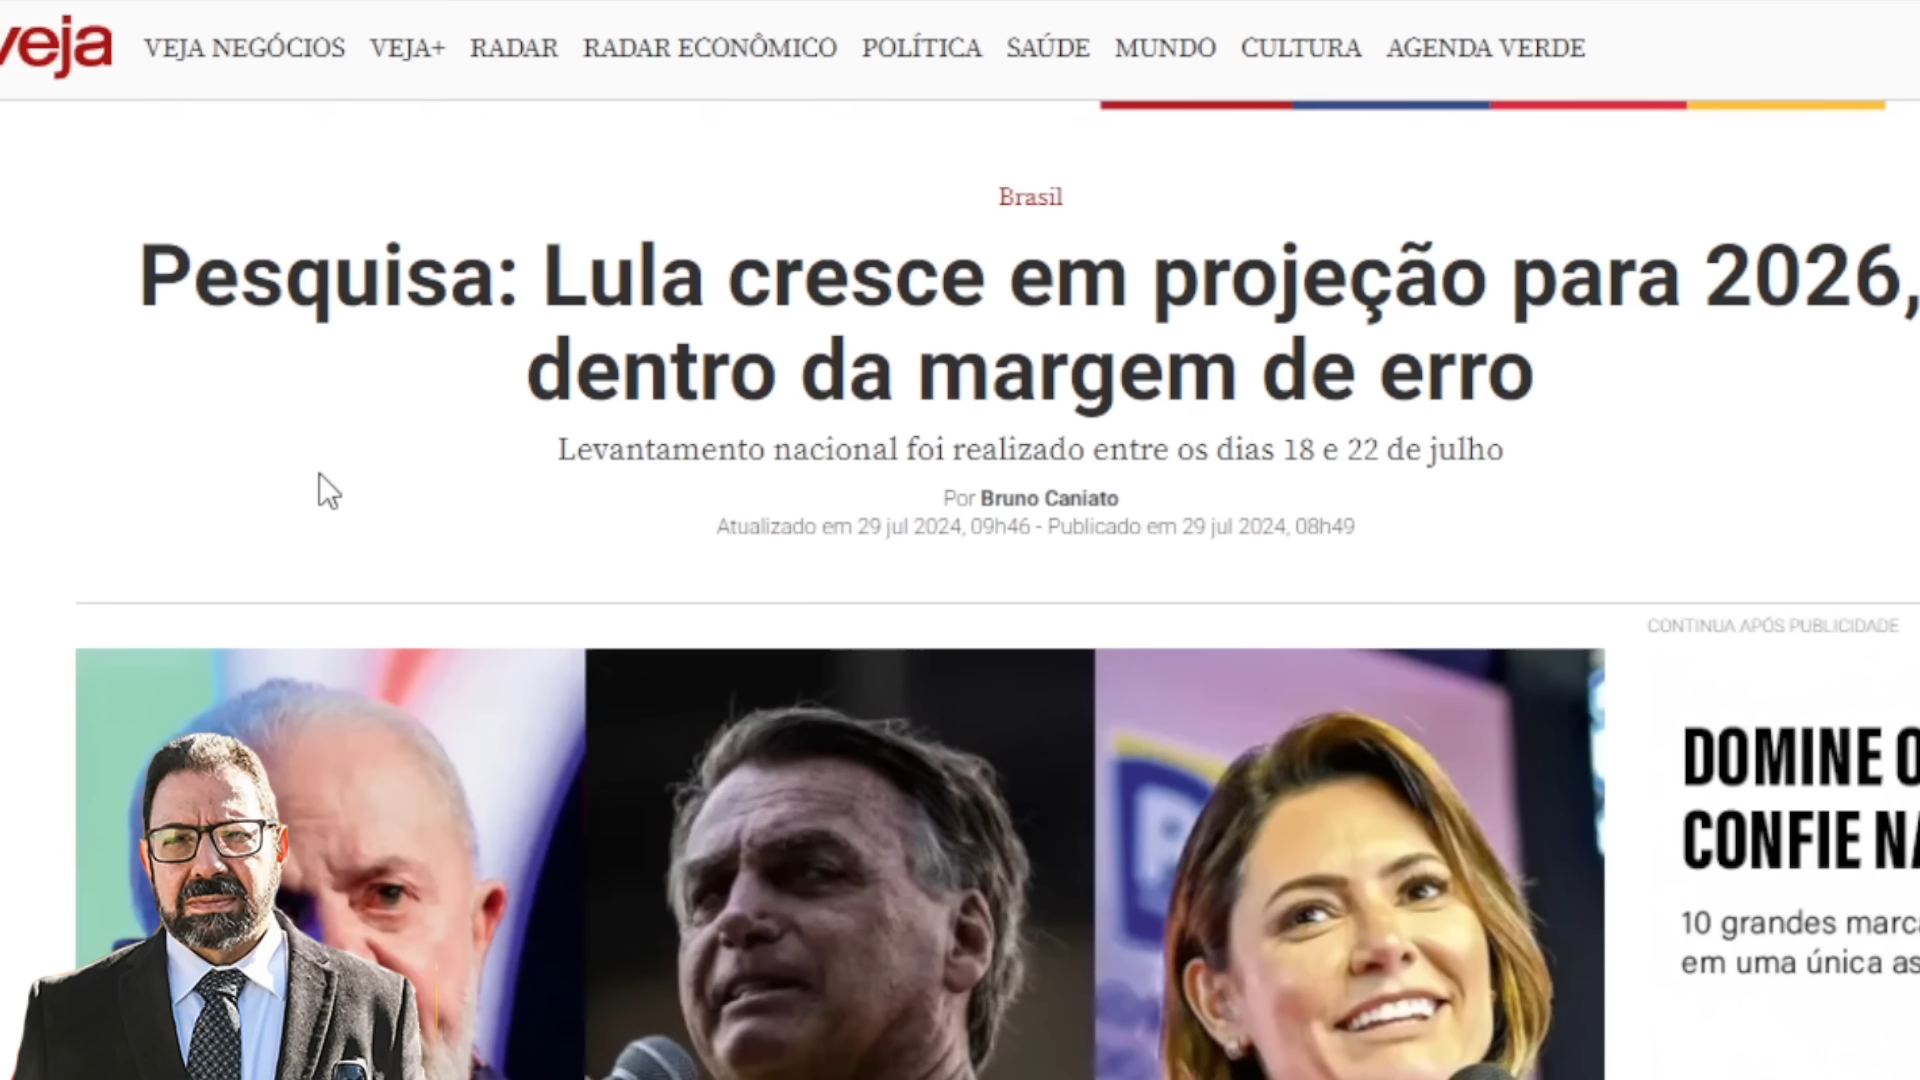 veja
VEJA NEGÓCIOS VEJA+ RADAR RADAR ECONÔMICO POLÍTICA SAÚDE MUNDO CULTURA AGENDA VERDE
Brasil
Pesquisa: Lula cresce em projeção para 2026,
dentro da margem de erro
Levantamento nacional foi realizado entre os dias 18 e 22 de julho
Por Bruno Caniato
Atualizado em 29 jul 2024, 09h46 - Publicado em 29 jul 2024, 08h49
CONTINUA APÓS PUBLICIDADE
DOMINE O
CONFIE NA
10 grandes marca
em uma única as